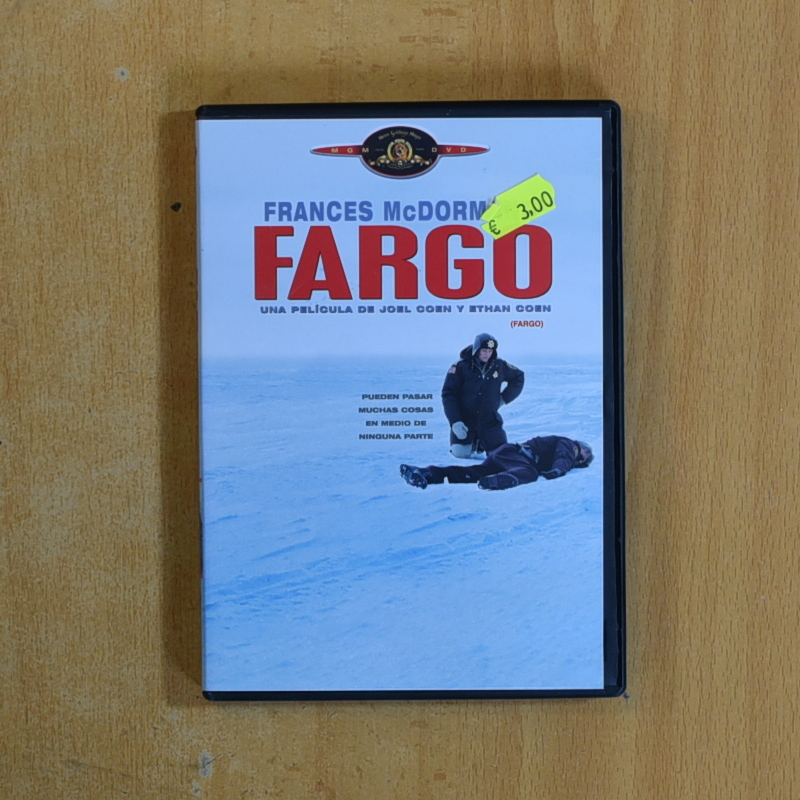 MGM DVD
FRANCES McDORM
€ 3,00
FARGO
UNA PELÍCULA DE JOEL COEN Y ETHAN COEN
(FARGO)
PUEDEN PASAR
MUCHAS COSAS
EN MEDIO DE
NINGUNA PARTE